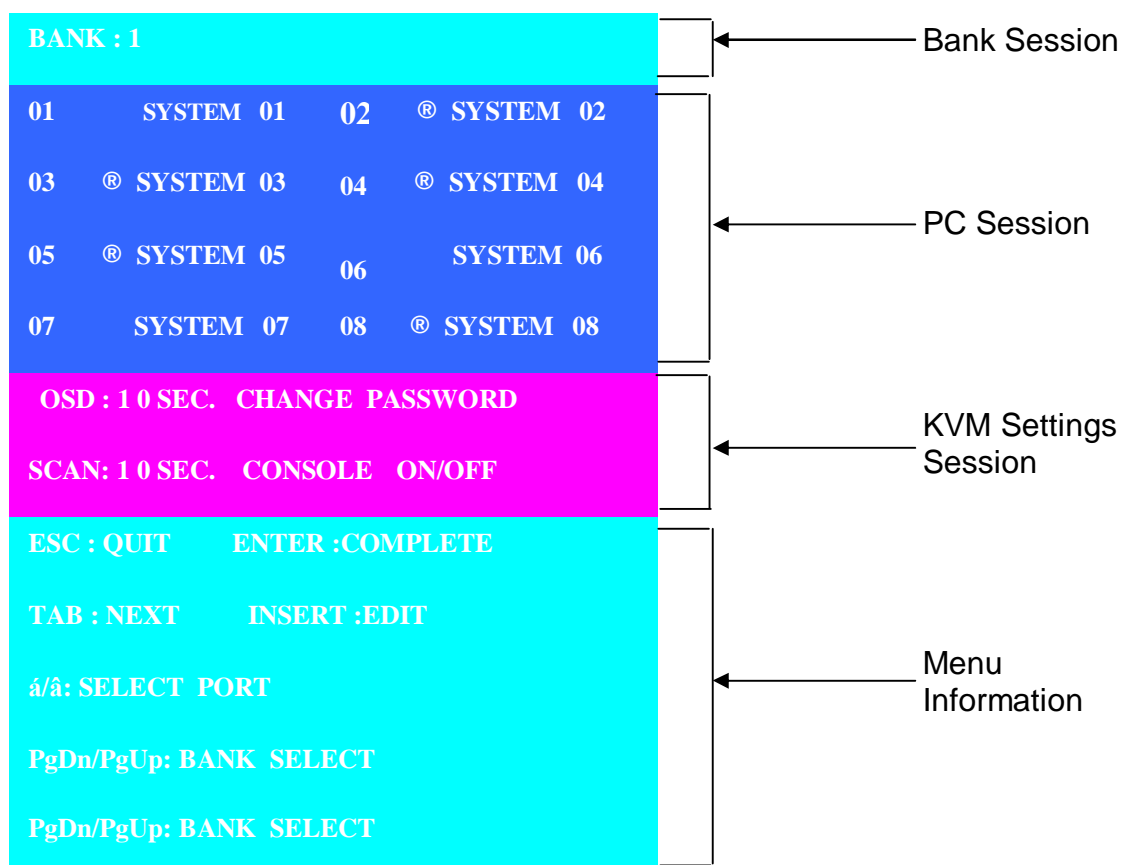 BANK : 1
Bank Session
01 SYSTEM 01 02 ® SYSTEM 02
03 ® SYSTEM 03 04 ® SYSTEM 04
PC Session
05 ® SYSTEM 05 06 SYSTEM 06
07 SYSTEM 07 08 ® SYSTEM 08
OSD : 1 0 SEC. CHANGE PASSWORD
SCAN: 1 0 SEC. CONSOLE ON/OFF
KVM Settings
Session
ESC : QUIT ENTER :COMPLETE
TAB : NEXT INSERT :EDIT
á/â: SELECT PORT
PgDn/PgUp: BANK SELECT
PgDn/PgUp: BANK SELECT
Menu
Information